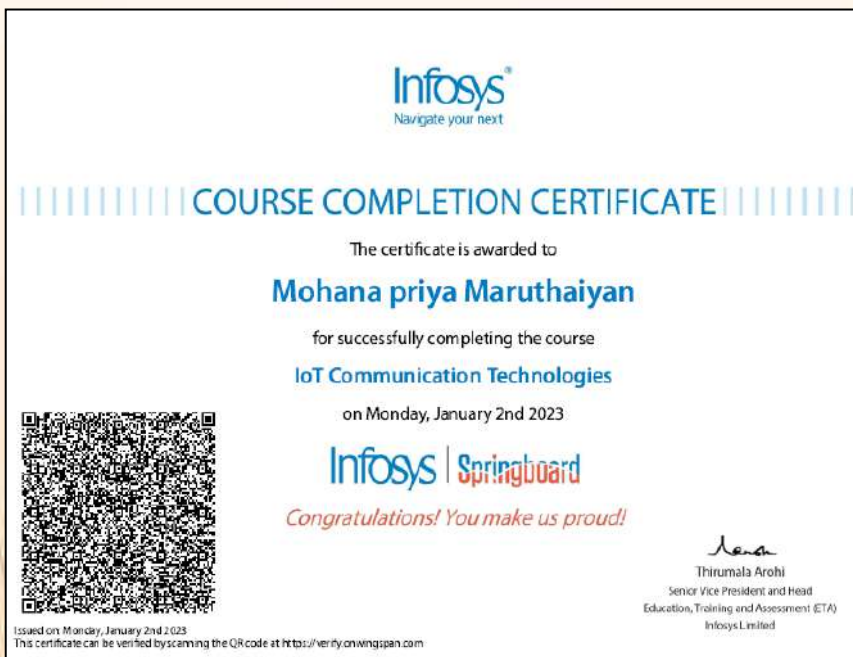 Infosys®
Navigate your next
COURSE COMPLETION CERTIFICATE
The certificate is awarded to
Mohana priya Maruthaiyan
for successfully completing the course
IoT Communication Technologies
on Monday, January 2nd 2023
Infosys | Springboard
Congratulations! You make us proud!
Thirumala Arohi
Senior Vice President and Head
Education, Training and Assessment (ETA)
Infosys Limited
Issued on: Monday, January 2nd 2023
This certificate can be verified by scanning the QR code at https://verify.onwingspan.com